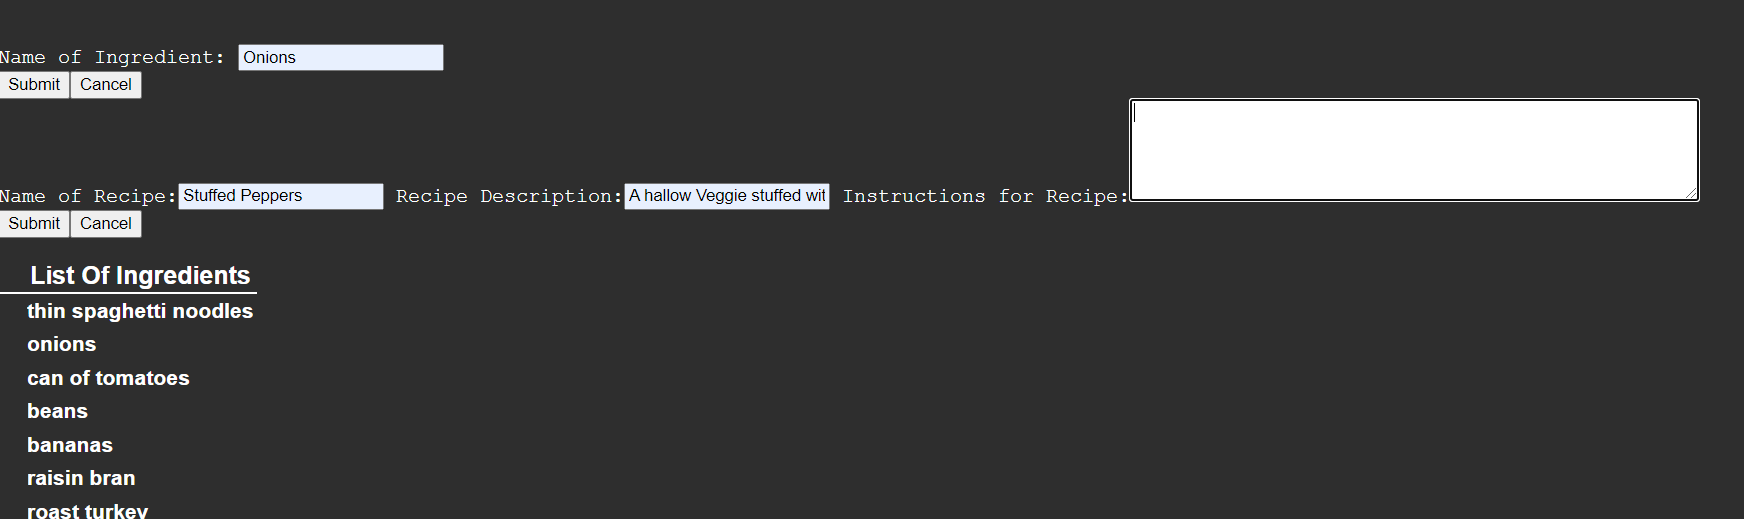 Name of Ingredient: Onions
Submit Cancel
Name of Recipe: Stuffed Peppers Recipe Description: A hallow Veggie stuffed wit Instructions for Recipe:
Submit Cancel
List Of Ingredients
thin spaghetti noodles
onions
can of tomatoes
beans
bananas
raisin bran
roast turkey